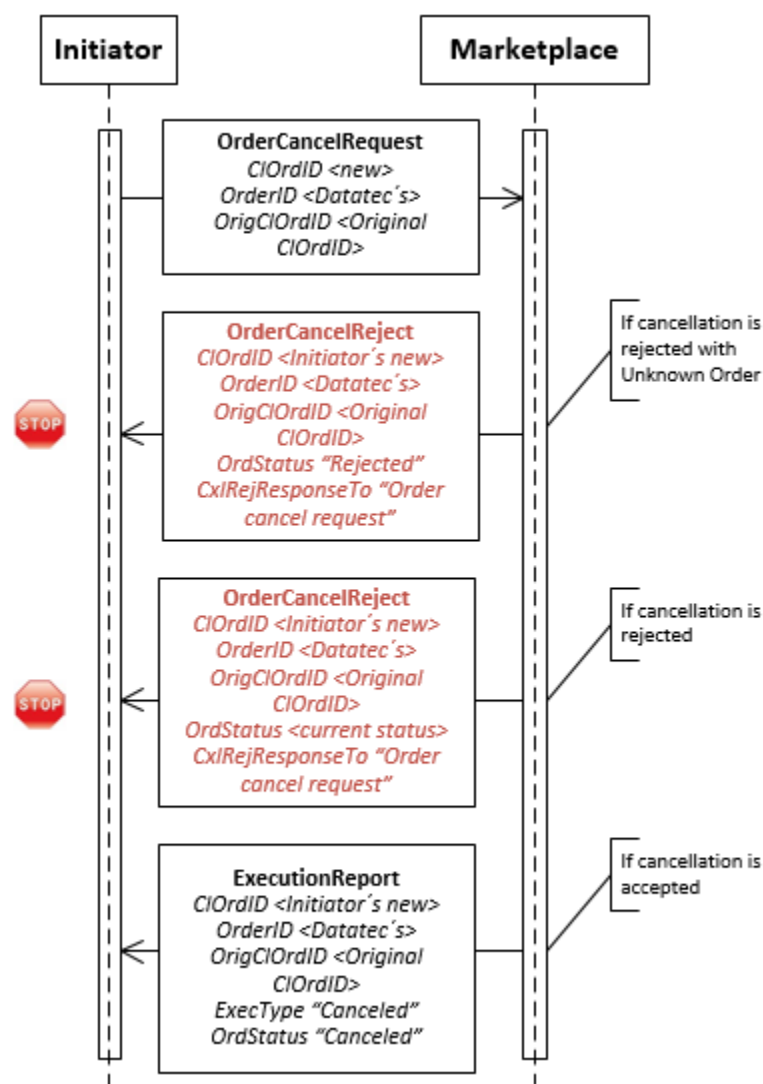 Initiator
Marketplace
OrderCancelRequest
ClOrdID <new>
OrderID <Datatec´s>
OrigClOrdID <Original
ClOrdID>
OrderCancelReject
ClOrdID <Initiator´s new>
OrderID <Datatec´s>
OrigClOrdID <Original
ClOrdID>
OrdStatus “Rejected”
CxlRejResponseTo “Order
cancel request”
If cancellation is
rejected with
Unknown Order
STOP
OrderCancelReject
ClOrdID <Initiator´s new>
OrderID <Datatec´s>
OrigClOrdID <Original
ClOrdID>
OrdStatus <current status>
CxlRejResponseTo “Order
cancel request”
If cancellation is
rejected
STOP
ExecutionReport
ClOrdID <Initiator´s new>
OrderID <Datatec´s>
OrigClOrdID <Original
ClOrdID>
ExecType “Canceled”
OrdStatus “Canceled”
If cancellation is
accepted